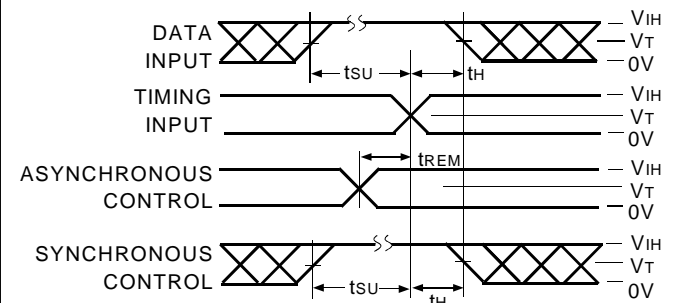 DATA
INPUT
tSU
tH
VIH
VT
0V
TIMING
INPUT
VIH
VT
0V
ASYNCHRONOUS
CONTROL
tREM
VIH
VT
0V
SYNCHRONOUS
CONTROL
tSU
tH
VIH
VT
0V